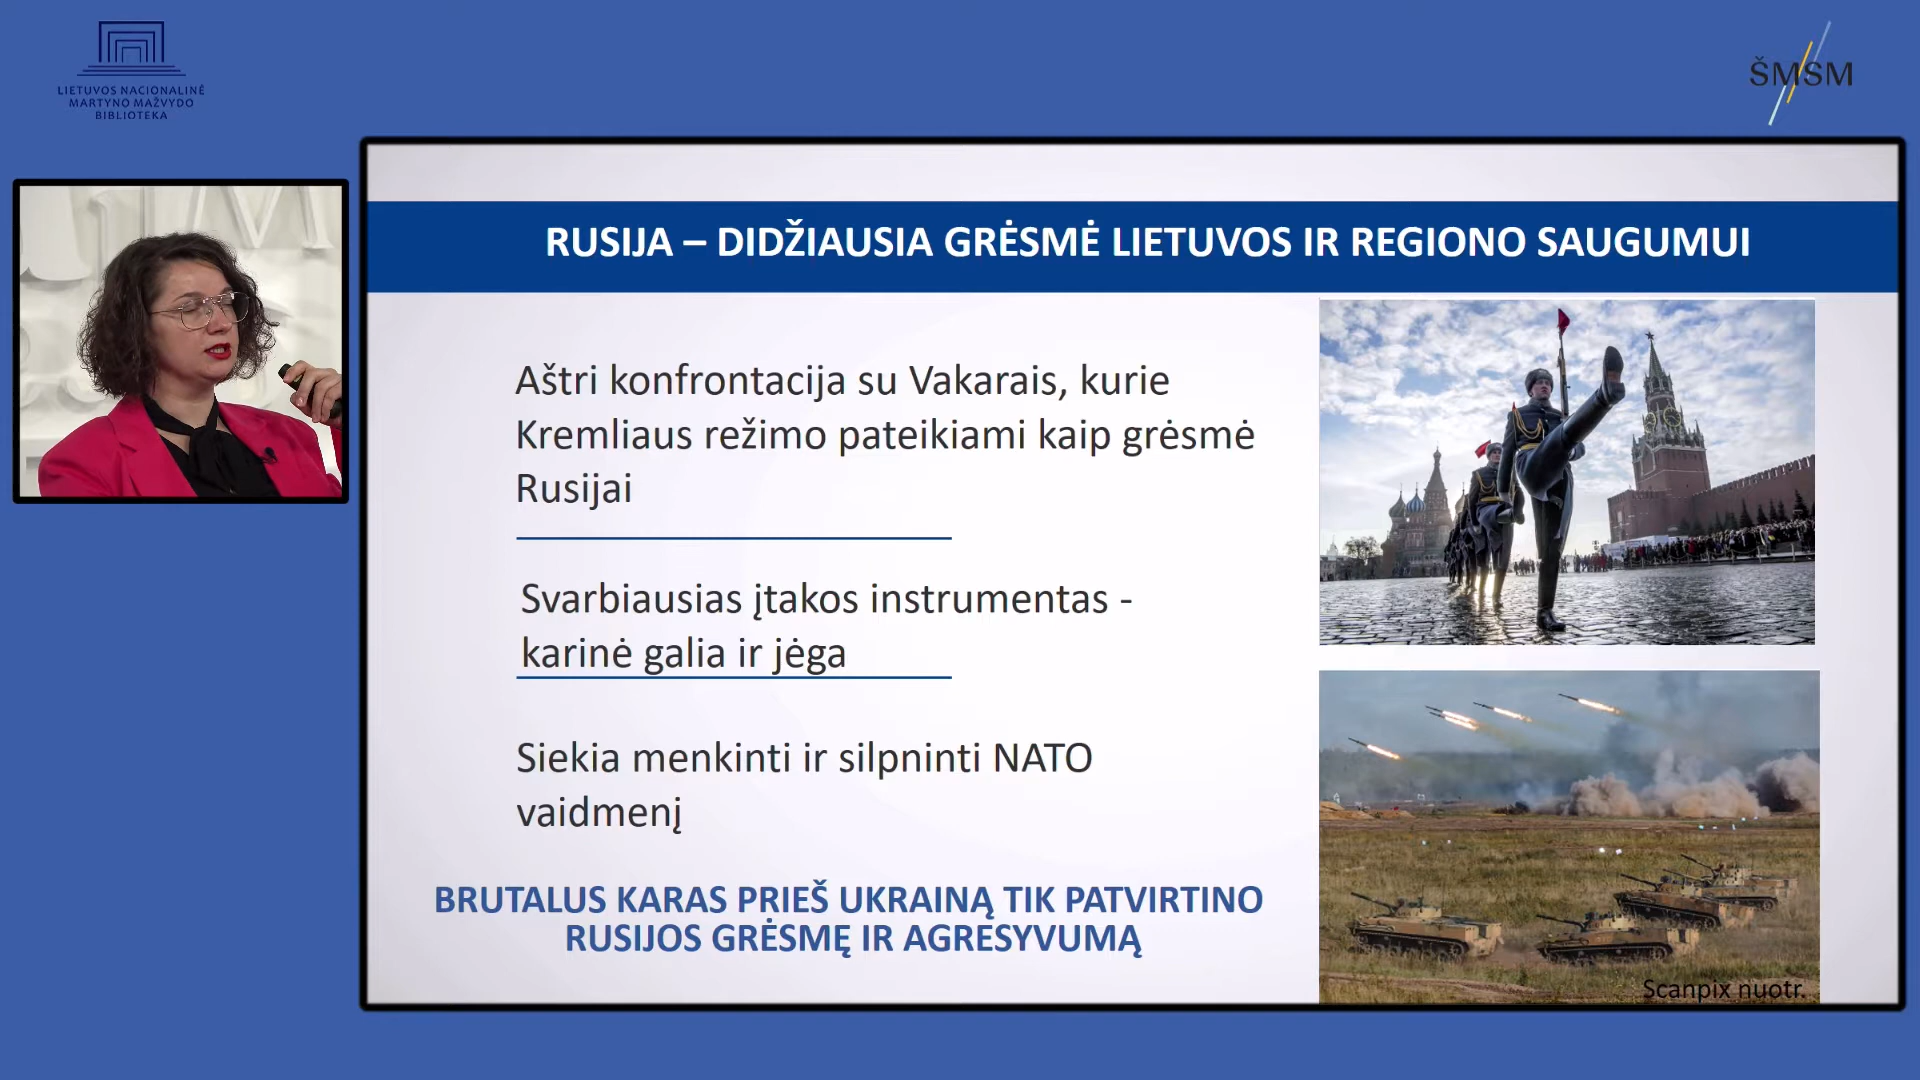 LIETUVOS NACIONALINĖ
MARTYNO MAŽVYDO
BIBLIOTEKA
ŠMSM
RUSIJA – DIDŽIAUSIA GRĖSMĖ LIETUVOS IR REGIONO SAUGUMUI
Aštri konfrontacija su Vakarais, kurie
Kremliaus režimo pateikiami kaip grėsmė
Rusijai
Svarbiausias įtakos instrumentas -
karinė galia ir jėga
Siekia menkinti ir silpninti NATO
vaidmenį
BRUTALUS KARAS PRIEŠ UKRAINĄ TIK PATVIRTINO
RUSIJOS GRĖSMĘ IR AGRESYVUMĄ
Scanpix nuotr.